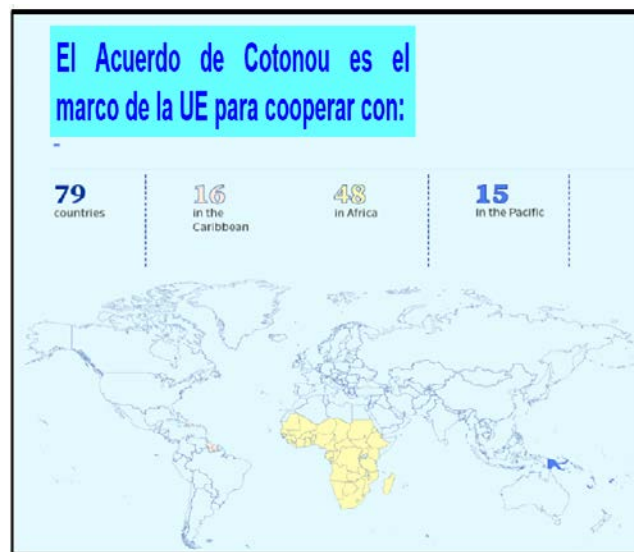 El Acuerdo de Cotonou es el
marco de la UE para cooperar con:
79
countries
16
in the
Caribbean
48
in Africa
15
in the Pacific